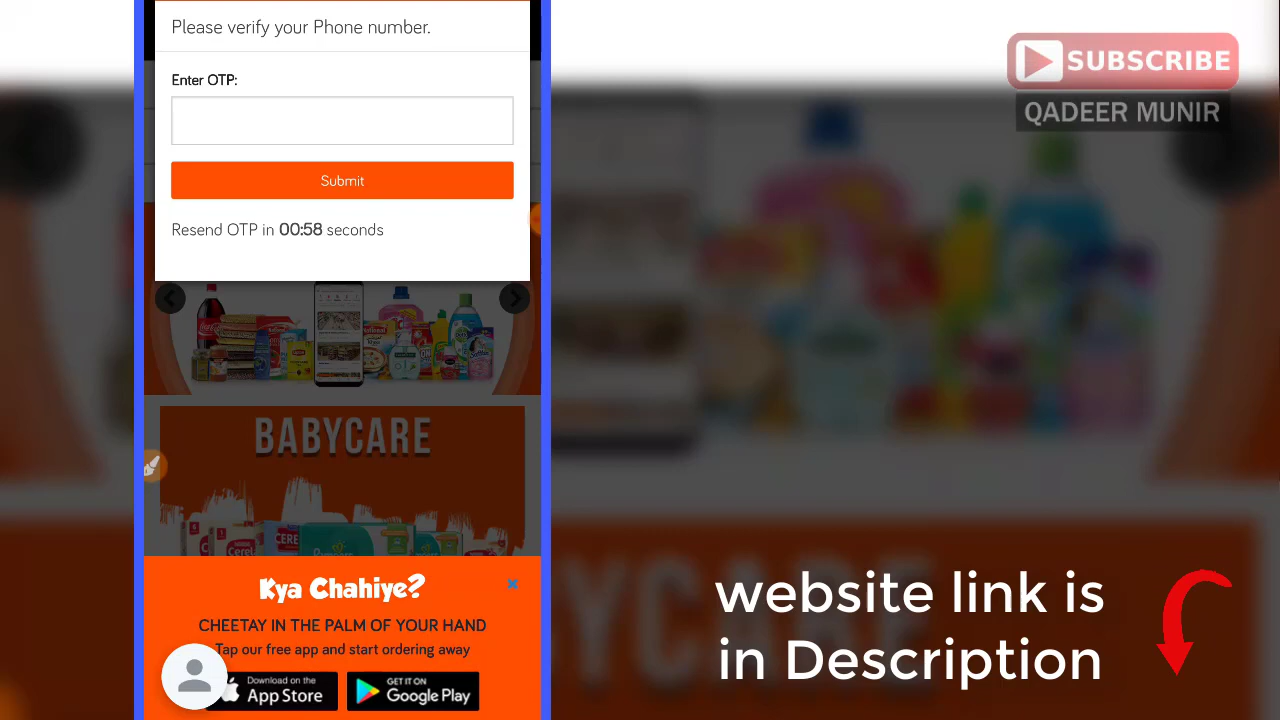 Please verify your Phone number.
Enter OTP:
Submit
Resend OTP in 00:58 seconds
BABYCARE
Kya Chahiye?
CHEETAY IN THE PALM OF YOUR HAND
Tap our free app and start ordering away
Download on the
App Store
GET IT ON
Google Play
SUBSCRIBE
QADEER MUNIR
website link is
in Description